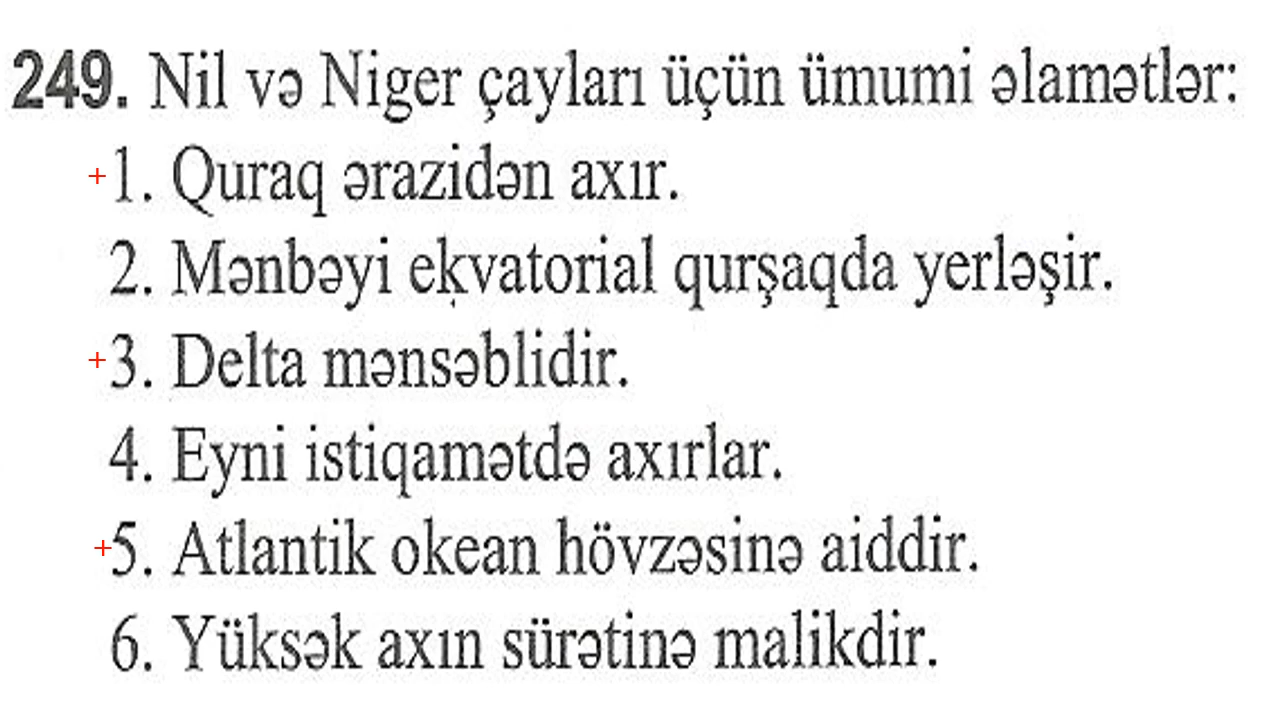 249. Nil və Niger çayları üçün ümumi əlamətlər:
+1. Quraq ərazidən axır.
2. Mənbəyi ekvatorial qurşaqda yerləşir.
+3. Delta mənsəblidir.
4. Eyni istiqamətdə axırlar.
+5. Atlantik okean hövzəsinə aiddir.
6. Yüksək axın sürətinə malikdir.